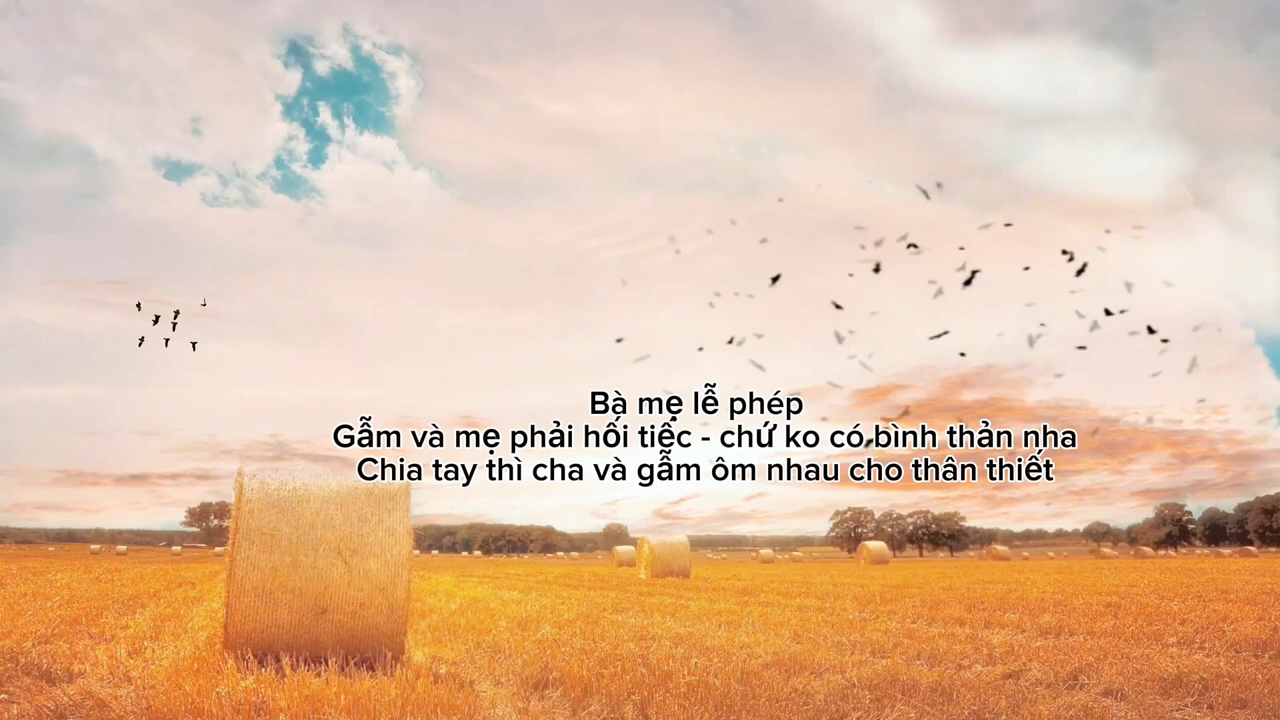 Bà mẹ lễ phép
Gẫm và mẹ phải hối tiếc - chứ ko có bình thản nha
Chia tay thì cha và gẫm ôm nhau cho thân thiết